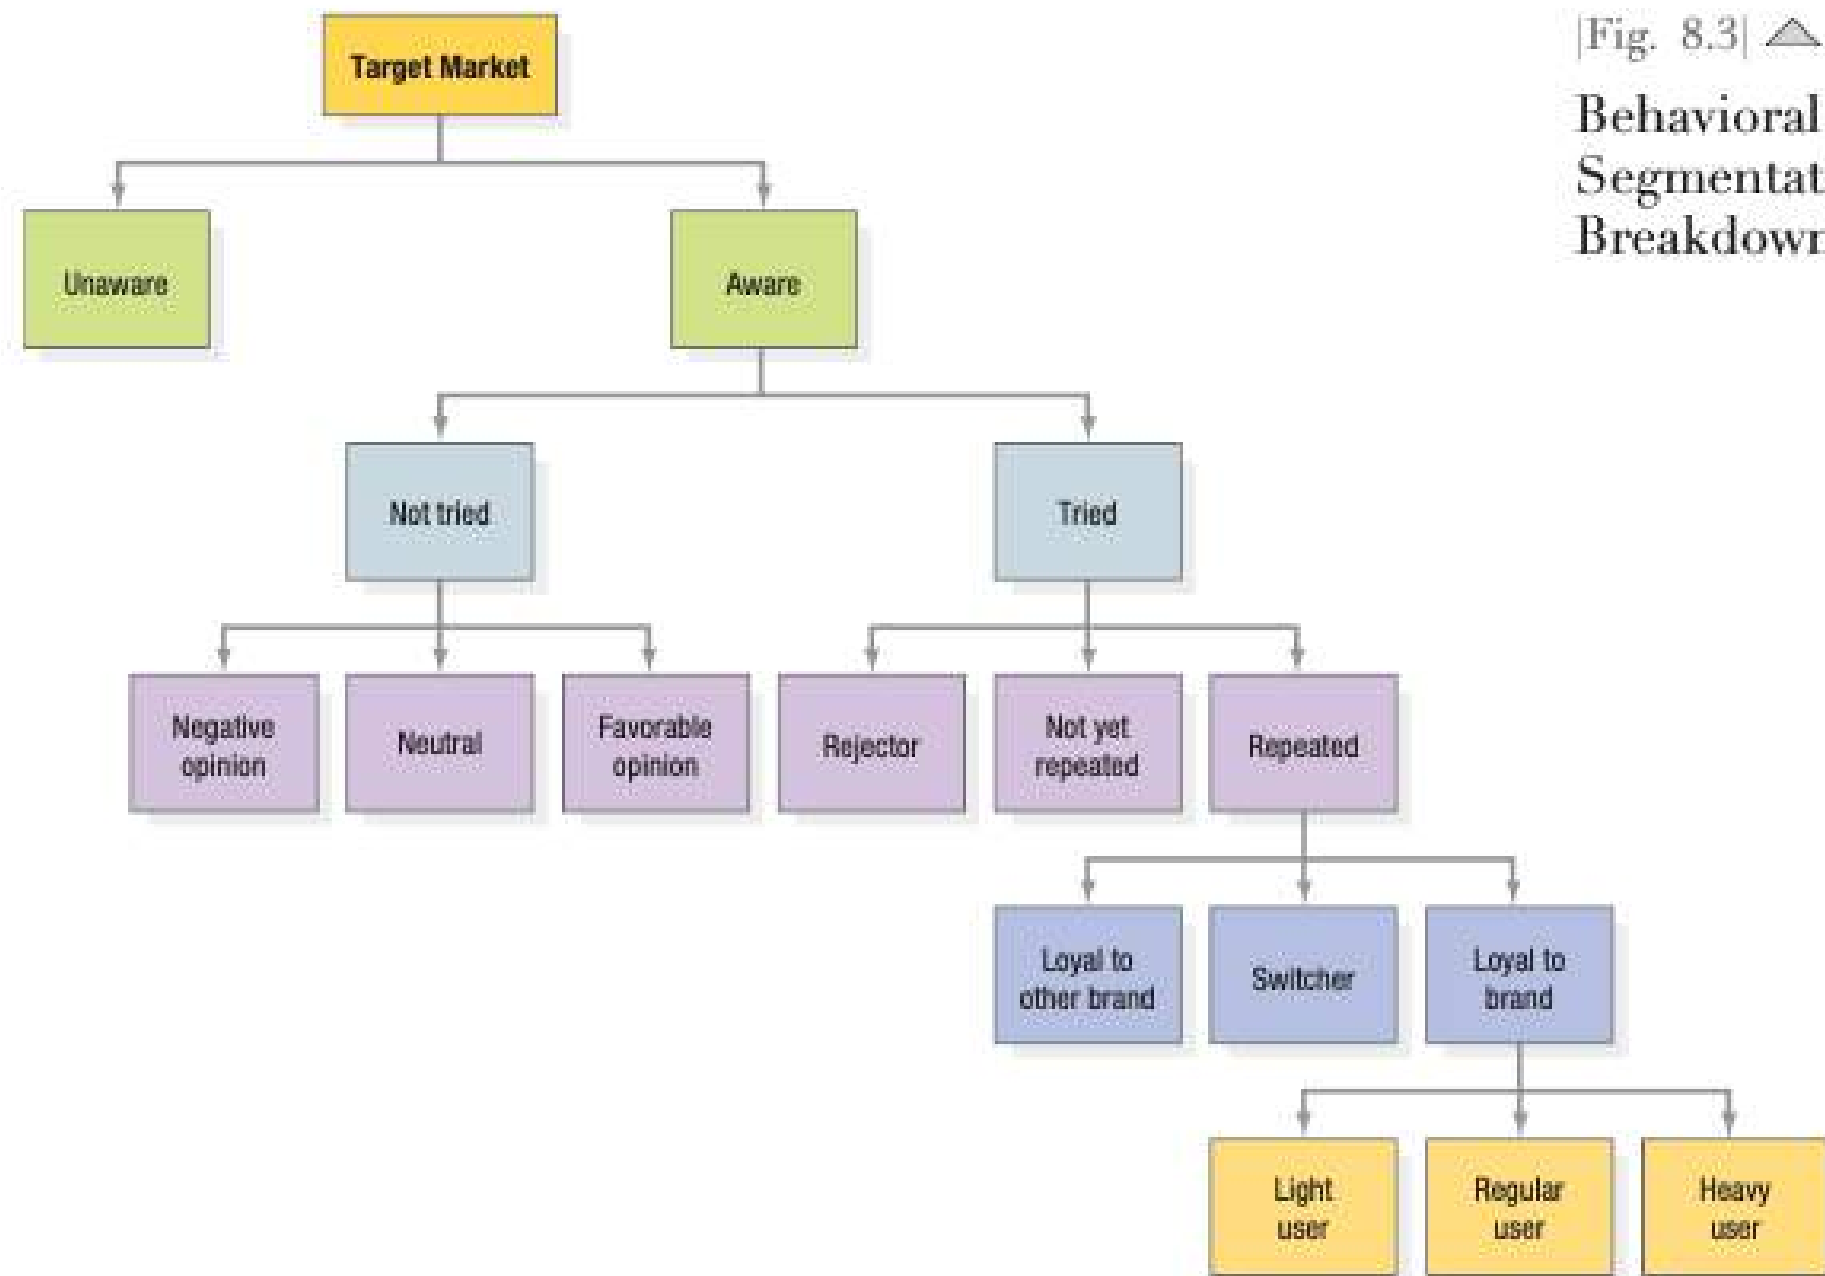 |Fig. 8.3|
Behavioral
Segmentat
Breakdown
Target Market
Unaware
Aware
Not tried
Tried
Negative
opinion
Neutral
Favorable
opinion
Rejector
Not yet
repeated
Repeated
Loyal to
other brand
Switcher
Loyal to
brand
Light
user
Regular
user
Heavy
user